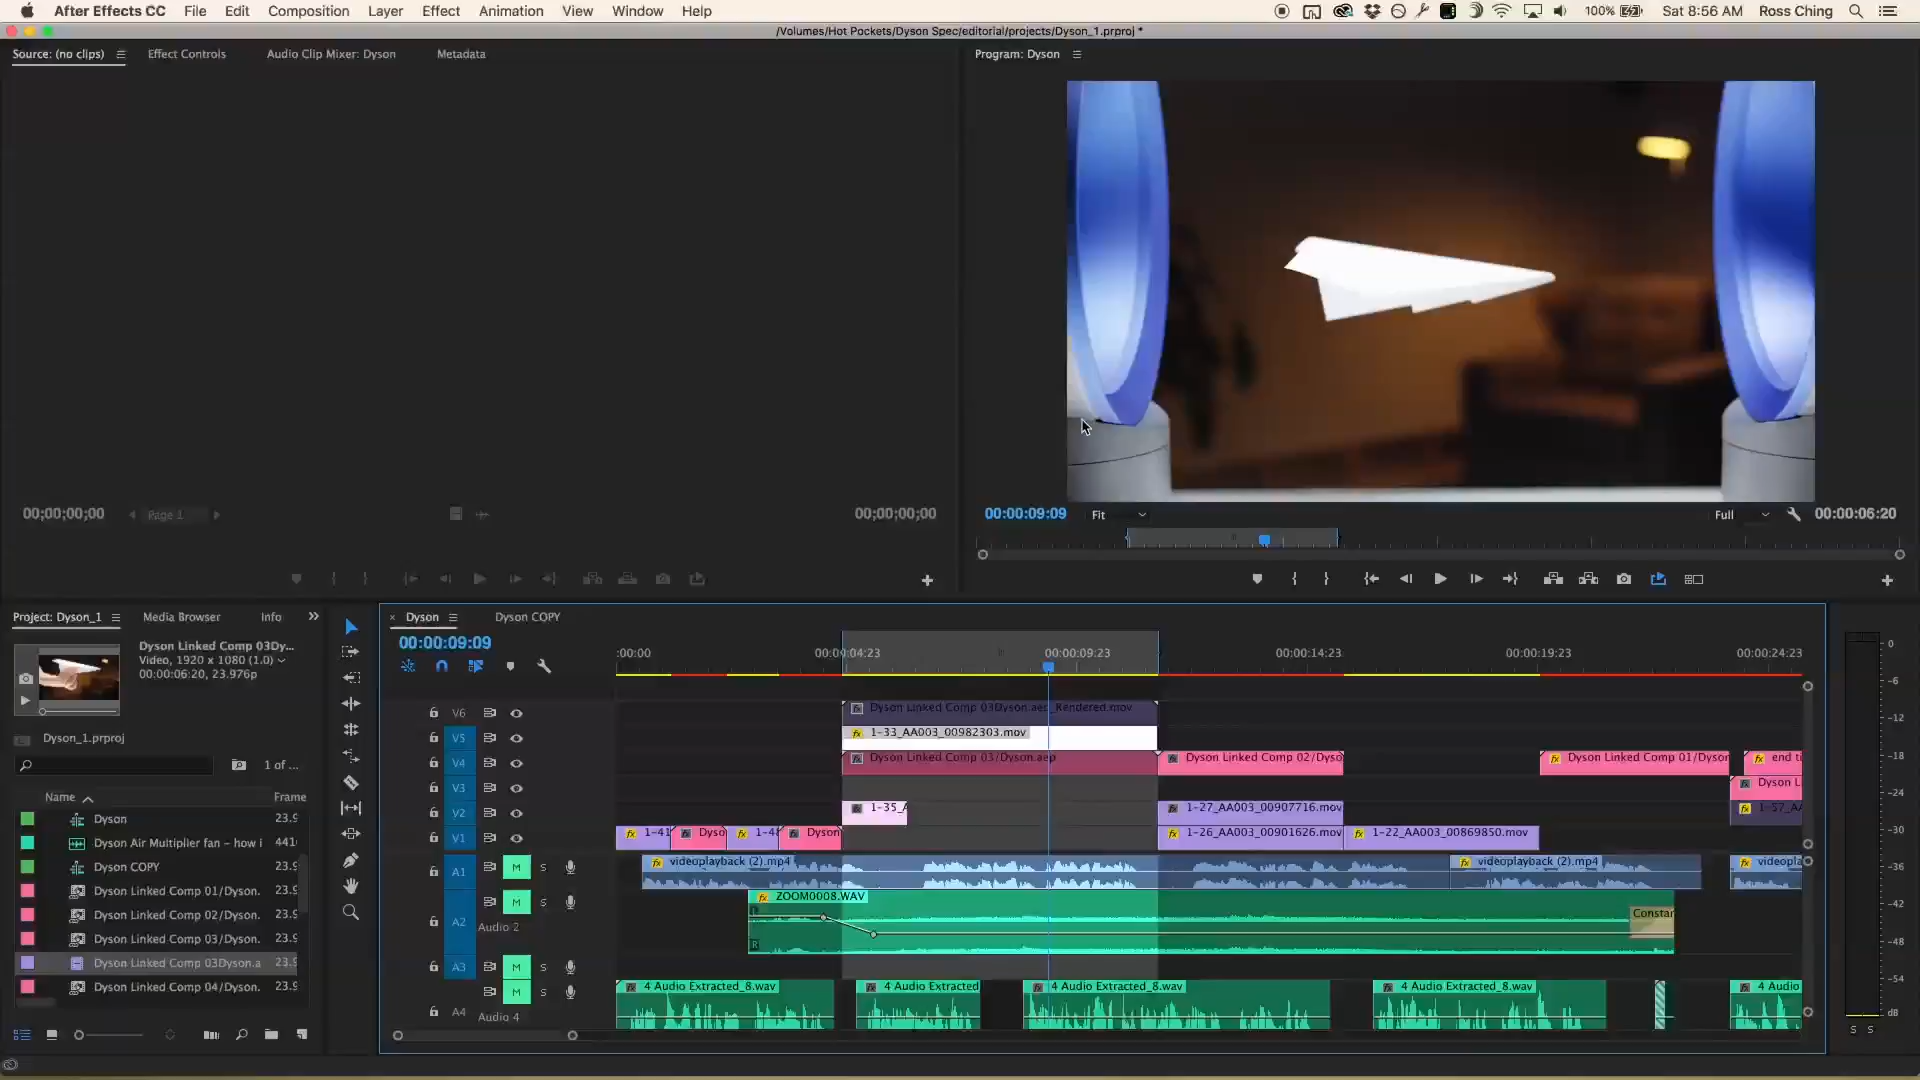 After Effects CC File Edit Composition Layer Effect Animation View Window Help 100% Sat 8:56 AM Ross Ching
/Volumes/Hot Pockets/Dyson Spec/editorial/projects/Dyson_1.prproj *
Source: (no clips) Effect Controls Audio Clip Mixer: Dyson Metadata
Program: Dyson
00;00;00;00 Page 1 00;00;00;00
00:00:09:09 Fit Full 00:00:06:20
Project: Dyson_1 Media Browser Info
Dyson Linked Comp 03Dy...
Video, 1920 x 1080 (1.0)
00:00:06:20, 23.976p
Dyson_1.prproj
1 of ...
Name Frame
Dyson 23.9
Dyson Air Multiplier fan - how i 441
Dyson COPY 23.9
Dyson Linked Comp 01/Dyson. 23.9
Dyson Linked Comp 02/Dyson. 23.9
Dyson Linked Comp 03/Dyson. 23.9
Dyson Linked Comp 03Dyson.a 23.9
Dyson Linked Comp 04/Dyson. 23.9
Dyson Dyson COPY
00:00:09:09
:00:00 00:00:04:23 00:00:09:23 00:00:14:23 00:00:19:23 00:00:24:23
V6 Dyson Linked Comp 03Dyson.aep_Rendered.mov
V5 1-33_AA003_00982303.mov
V4 Dyson Linked Comp 03/Dyson.aep Dyson Linked Comp 02/Dyso Dyson Linked Comp 01/Dyson end ti
V3 Dyson L
V2 1-35_A 1-27_AA003_00907716.mov 1-57_AA
V1 1-41 Dyso 1-4 Dyson 1-26_AA003_00901626.mov 1-22_AA003_00869850.mov
A1 M S videoplayback (2).mp4 videoplayback (2).mp4 videopla
A2 M S Audio 2 ZOOM0008.WAV L R Constan
A3 M S
A4 M S Audio 4 4 Audio Extracted_8.wav 4 Audio Extracted 4 Audio Extracted_8.wav 4 Audio Extracted_8.wav 4 Audio
0
-6
-12
-18
-24
-30
-36
-42
-48
-54
dB
S S